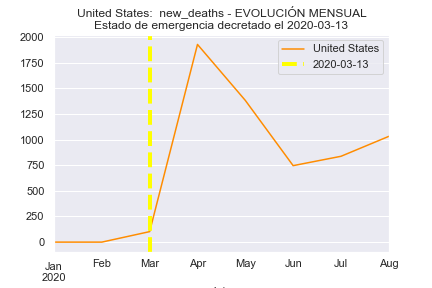 United States:  new_deaths - EVOLUCIÓN MENSUAL
Estado de emergencia decretado el 2020-03-13
United States
2020-03-13
2000
1750
1500
1250
1000
750
500
250
0
Jan Feb Mar Apr May Jun Jul Aug
2020